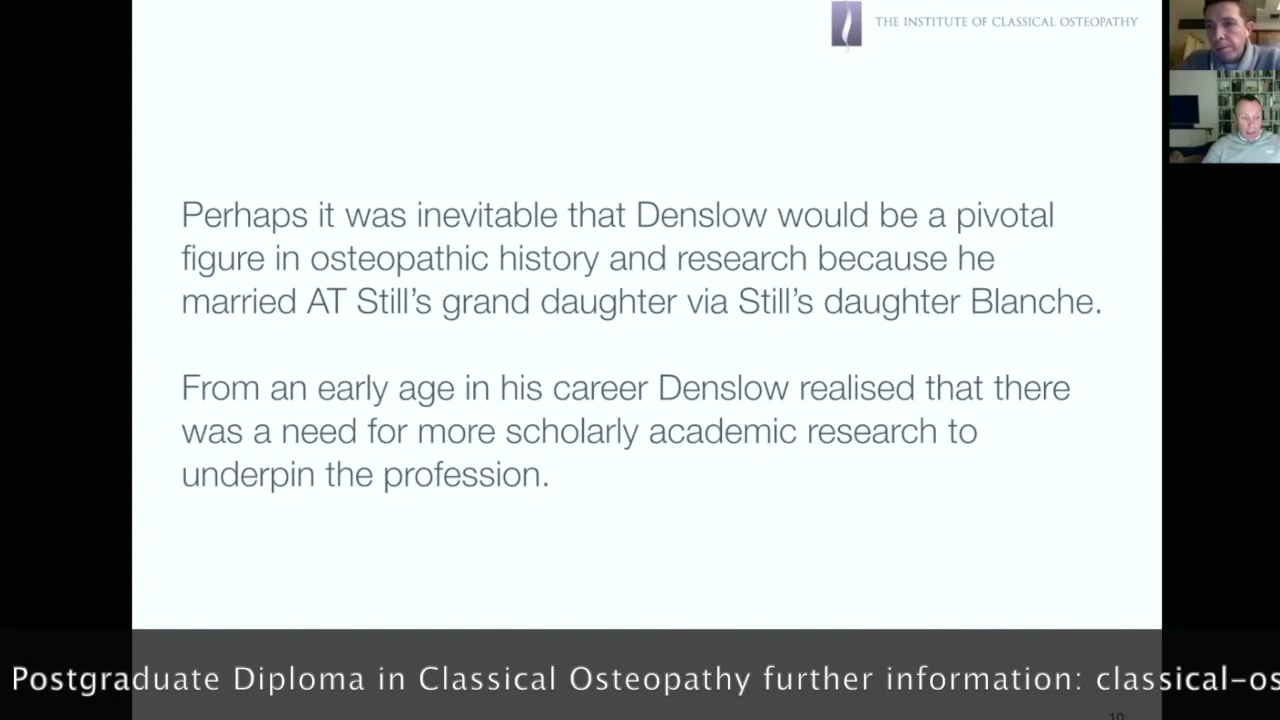 THE INSTITUTE OF CLASSICAL OSTEOPATHY
Perhaps it was inevitable that Denslow would be a pivotal
figure in osteopathic history and research because he
married AT Still’s grand daughter via Still’s daughter Blanche.
From an early age in his career Denslow realised that there
was a need for more scholarly academic research to
underpin the profession.
Postgraduate Diploma in Classical Osteopathy further information: classical-os